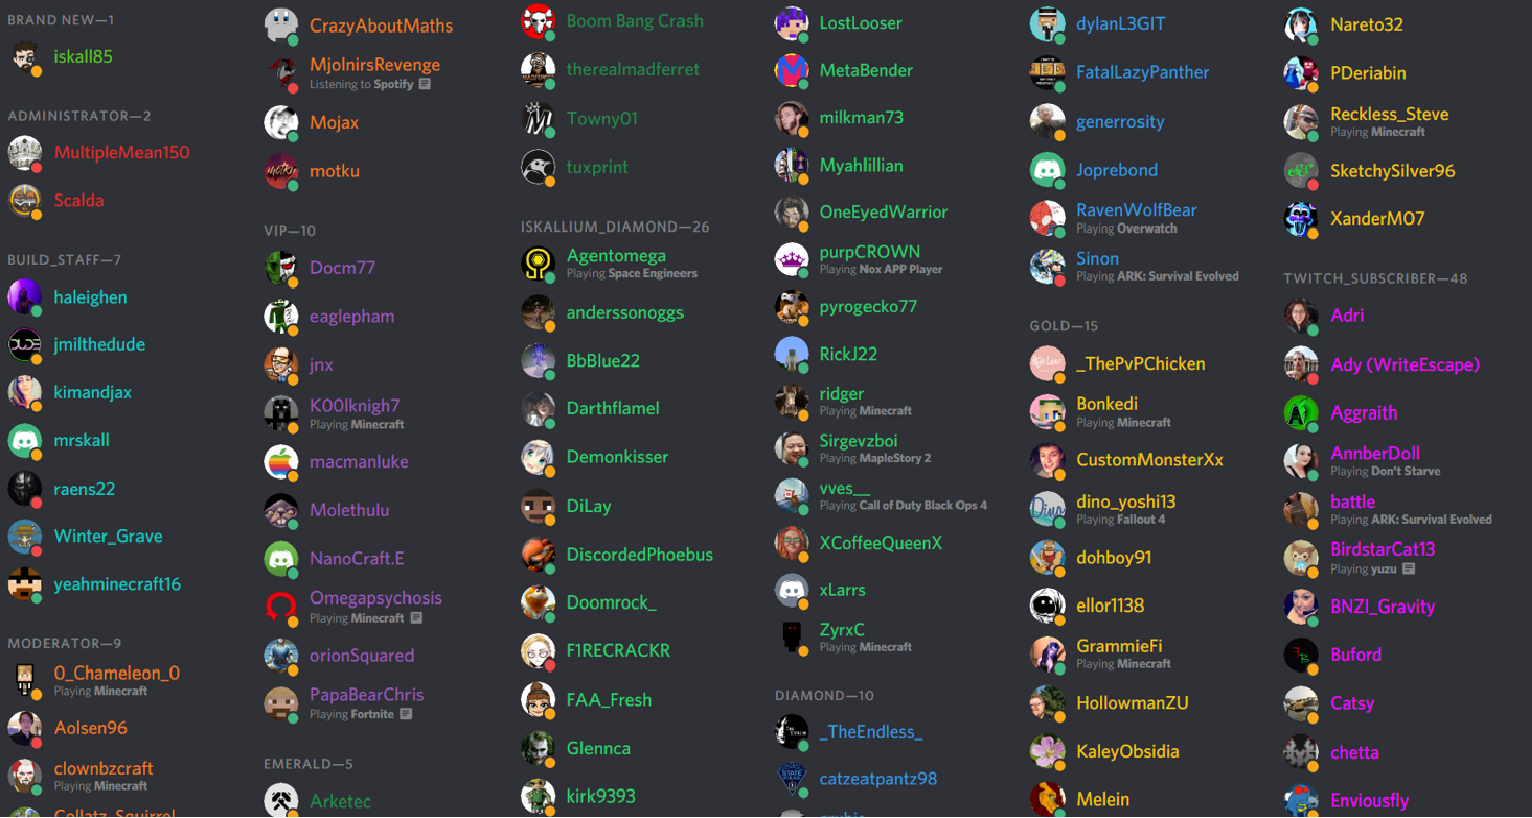 BRAND NEW—1
iskall85
ADMINISTRATOR—2
MultipleMean150
Scalda
BUILD_STAFF—7
haleighen
jmilthedude
kimandjax
mrskall
raens22
Winter_Grave
yeahminecraft16
MODERATOR—9
0_Chameleon_0
Playing Minecraft
Aolsen96
clownbzcraft
Playing Minecraft
Collatz_Squirrel
CrazyAboutMaths
MjolnirsRevenge
Listening to Spotify
Mojax
motku
VIP—10
Docm77
eaglepham
jnx
K00lknigh7
Playing Minecraft
macmanluke
Molethulu
NanoCraft.E
Omegapsychosis
Playing Minecraft
orionSquared
PapaBearChris
Playing Fortnite
EMERALD—5
Arketec
Boom Bang Crash
therealmadferret
Towny01
tuxprint
ISKALLIUM_DIAMOND—26
Agentomega
Playing Space Engineers
anderssonoggs
BbBlue22
Darthflamel
Demonkisser
DiLay
DiscordedPhoebus
Doomrock_
F1RECRACKR
FAA_Fresh
Glennca
kirk9393
LostLooser
MetaBender
milkman73
Myahlillian
OneEyedWarrior
purpCROWN
Playing Nox APP Player
pyrogecko77
RickJ22
ridger
Playing Minecraft
Sirgevzboi
Playing MapleStory 2
vves__
Playing Call of Duty Black Ops 4
XCoffeeQueenX
xLarrs
ZyrxC
Playing Minecraft
DIAMOND—10
_TheEndless_
catzeatpantz98
dylanL3GIT
FatalLazyPanther
generrosity
Joprebond
RavenWolfBear
Playing Overwatch
Sinon
Playing ARK: Survival Evolved
GOLD—15
_ThePvPChicken
Bonkedi
Playing Minecraft
CustomMonsterXx
dino_yoshi13
Playing Fallout 4
dohboy91
ellor1138
GrammieFi
Playing Minecraft
HollowmanZU
KaleyObsidia
Melein
Nareto32
PDeriabin
Reckless_Steve
Playing Minecraft
SketchySilver96
XanderM07
TWITCH_SUBSCRIBER—48
Adri
Ady (WriteEscape)
Aggraith
AnnberDoll
Playing Don't Starve
battle
Playing ARK: Survival Evolved
BirdstarCat13
Playing yuzu
BNZI_Gravity
Buford
Catsy
chetta
Enviousfly